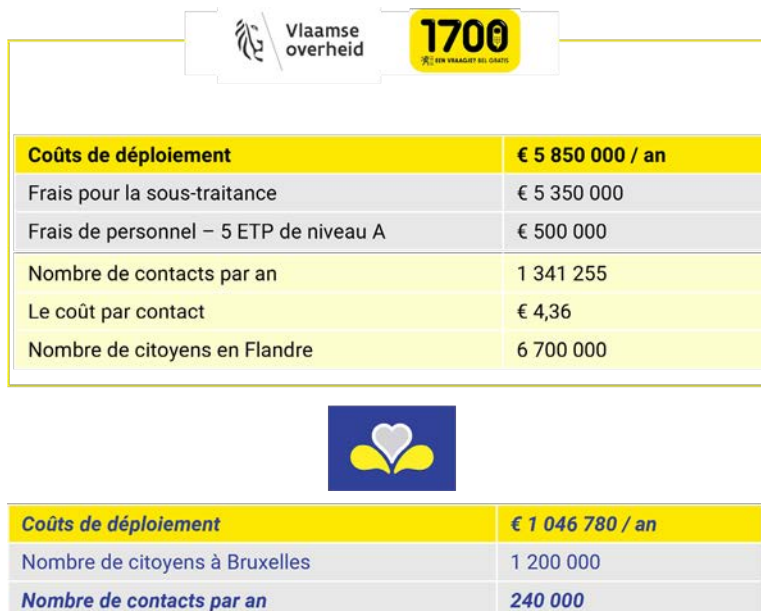 Vlaamse
overheid
1700
EEN VRAAGJE? BEL GRATIS
Coûts de déploiement € 5 850 000 / an
Frais pour la sous-traitance € 5 350 000
Frais de personnel – 5 ETP de niveau A € 500 000
Nombre de contacts par an 1 341 255
Le coût par contact € 4,36
Nombre de citoyens en Flandre 6 700 000
Coûts de déploiement € 1 046 780 / an
Nombre de citoyens à Bruxelles 1 200 000
Nombre de contacts par an 240 000